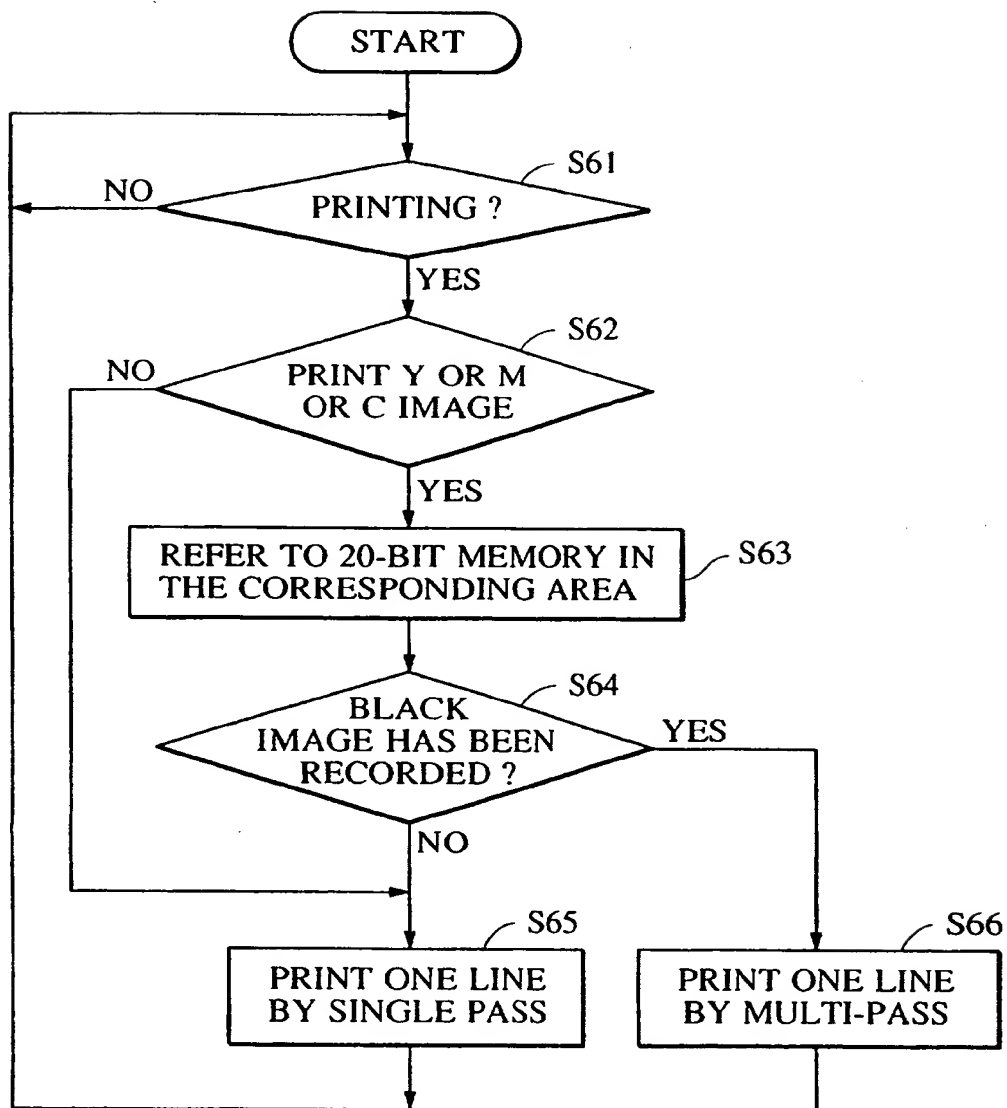 START
S61
NO
PRINTING ?
YES
S62
NO
PRINT Y OR M
OR C IMAGE
YES
REFER TO 20-BIT MEMORY IN
THE CORRESPONDING AREA
S63
S64
BLACK
IMAGE HAS BEEN
RECORDED ?
YES
NO
S65
PRINT ONE LINE
BY SINGLE PASS
S66
PRINT ONE LINE
BY MULTI-PASS